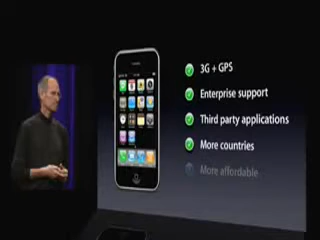 3G + GPS
Enterprise support
Third party applications
More countries
More affordable